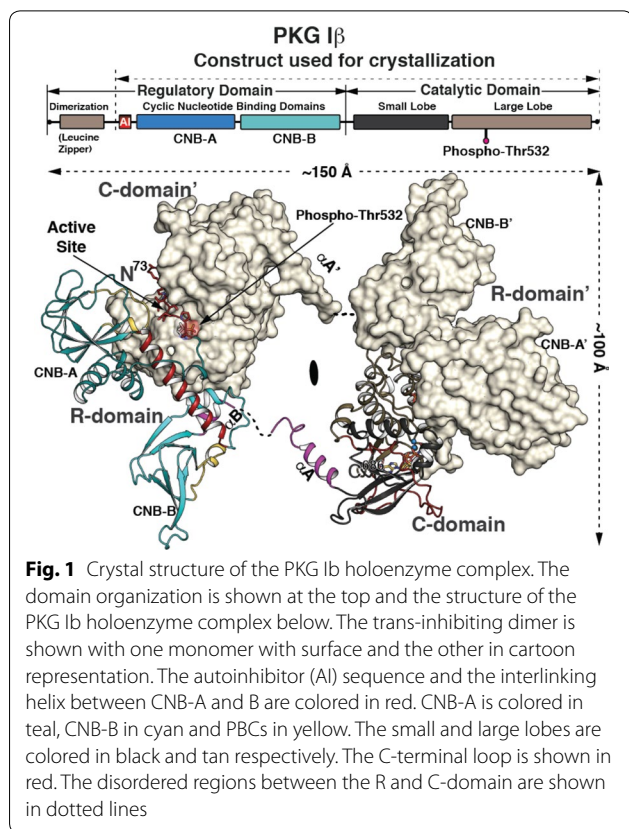 PKG Iβ
Construct used for crystallization
Regulatory Domain
Catalytic Domain
Dimerization
Cyclic Nucleotide Binding Domains
Small Lobe
Large Lobe
AI
(Leucine
Zipper)
CNB-A
CNB-B
Phospho-Thr532
~150 Å
C-domain’
Phospho-Thr532
CNB-B’
Active
Site
N73
αA’
R-domain’
CNB-A
CNB-A’
~100 Å
R-domain
αB
αA
CNB-B
C-domain
Fig. 1 Crystal structure of the PKG Ib holoenzyme complex. The
domain organization is shown at the top and the structure of the
PKG Ib holoenzyme complex below. The trans-inhibiting dimer is
shown with one monomer with surface and the other in cartoon
representation. The autoinhibitor (AI) sequence and the interlinking
helix between CNB-A and B are colored in red. CNB-A is colored in
teal, CNB-B in cyan and PBCs in yellow. The small and large lobes are
colored in black and tan respectively. The C-terminal loop is shown in
red. The disordered regions between the R and C-domain are shown
in dotted lines